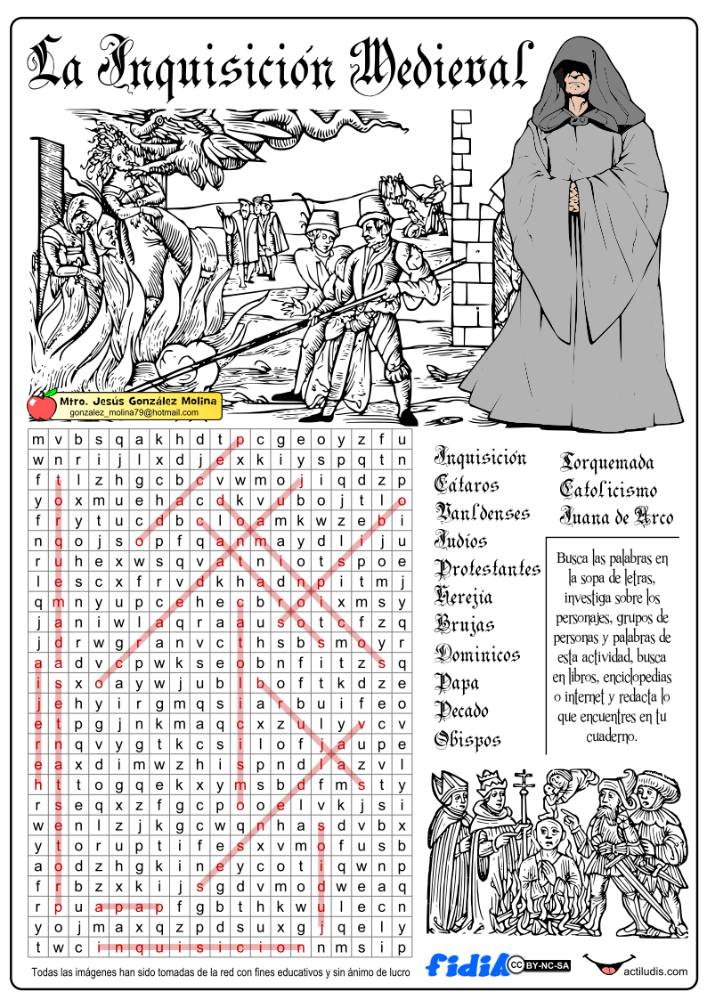 La Inquisición Medieval
Mtro. Jesús González Molina
gonzalez_molina79@hotmail.com
m v b s q a k h d t p c g e o y z f u
w n r i j l x d j e x k i y s p q t n
f t l z h g c b c v w m o j i q d z p
y o x m u e h a c d k v u b o j t l o
f r y t u c d b c l o a m k w z e b i
n q o j s o p f q a n m a y d l i j u
r u h e x w s q v a t n i o t s p o e
l e s c x f r v d k h a d n p i t m j
q m n y u p c e h e c b r o i x m s y
j a n i w l a q r a a u s o t c f z q
j d r w g r a n v c t h s b s m o y r
a a d v c p w k s e o b n f i t z s q
i s x o a y w j u b l b o f t k d z e
j e h y i r g m q s i a r b u i f e o
e t p g j n k m a q c x z u l y v c v
r n q v y g t k c s i l o f j a u p e
e a x d i m w z h i s p n d l a z v l
h t t o g q e k x y m s b d f m s t y
r s e q x z f g c p o o e l v k j s i
w e n l z j k g c w q n h a s d v b x
y t o r u p t i f e s x v m o f u s b
a o d z h g k i n e y c o t i q w n p
f r b z x k i j s g d v m o d w e a q
r p u a p a p f g b t h k w u l e c n
y o j m a x q z p d s u x g j q e l y
t w c i n q u i s i c i o n n m s i p
Inquisición
Cátaros
Vanldenses
Judíos
Protestantes
Herejía
Brujas
Dominicos
Papa
Pecado
Obispos
Torquemada
Catolicismo
Juana de Arco
Busca las palabras en
la sopa de letras,
investiga sobre los
personajes, grupos de
personas y palabras de
esta actividad, busca
en libros, enciclopedias
o internet y redacta lo
que encuentres en tu
cuaderno.
Todas las imágenes han sido tomadas de la red con fines educativos y sin ánimo de lucro
fidiA
CC BY-NC-SA
actiludis.com